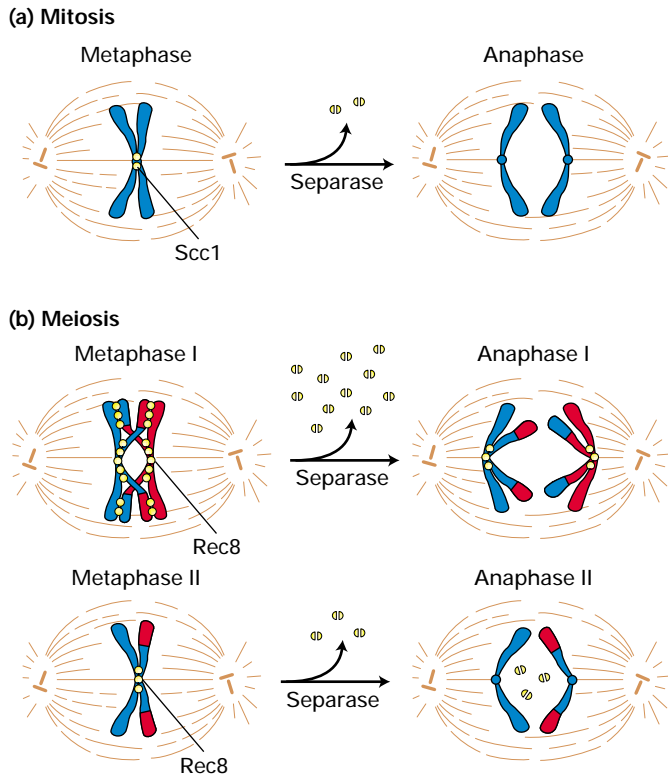 (a) Mitosis
Metaphase
Anaphase
Separase
Scc1
(b) Meiosis
Metaphase I
Anaphase I
Separase
Rec8
Metaphase II
Anaphase II
Separase
Rec8